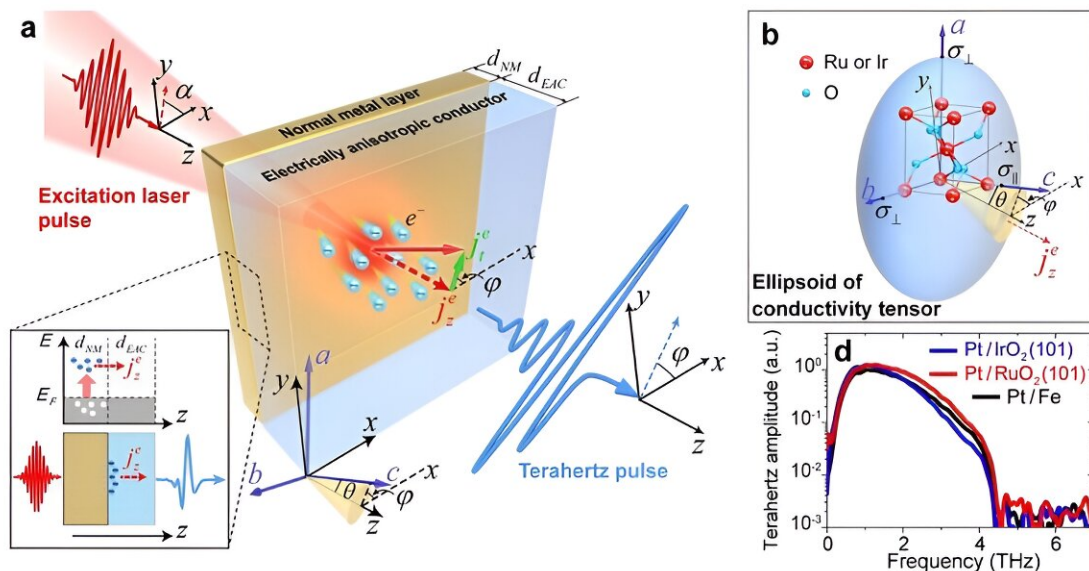 a
y
α
x
z
Excitation laser
pulse
d_NM
d_EAC
Normal metal layer
Electrically anisotropic conductor
e⁻
j_t^e
x
φ
j_z^e
a
y
x
b
c
x
θ
φ
z
y
φ
x
z
Terahertz pulse
E
d_NM d_EAC
j_z^e
E_F
z
j_z^e
z
b
Ru or Ir
O
a
σ⊥
y
x
σ∥
c
x
b
σ⊥
θ
φ
z
j_z^e
Ellipsoid of
conductivity tensor
d
Pt/IrO₂(101)
Pt/RuO₂(101)
Pt/Fe
Terahertz amplitude (a.u.)
10⁰
10⁻¹
10⁻²
10⁻³
0 2 4 6
Frequency (THz)